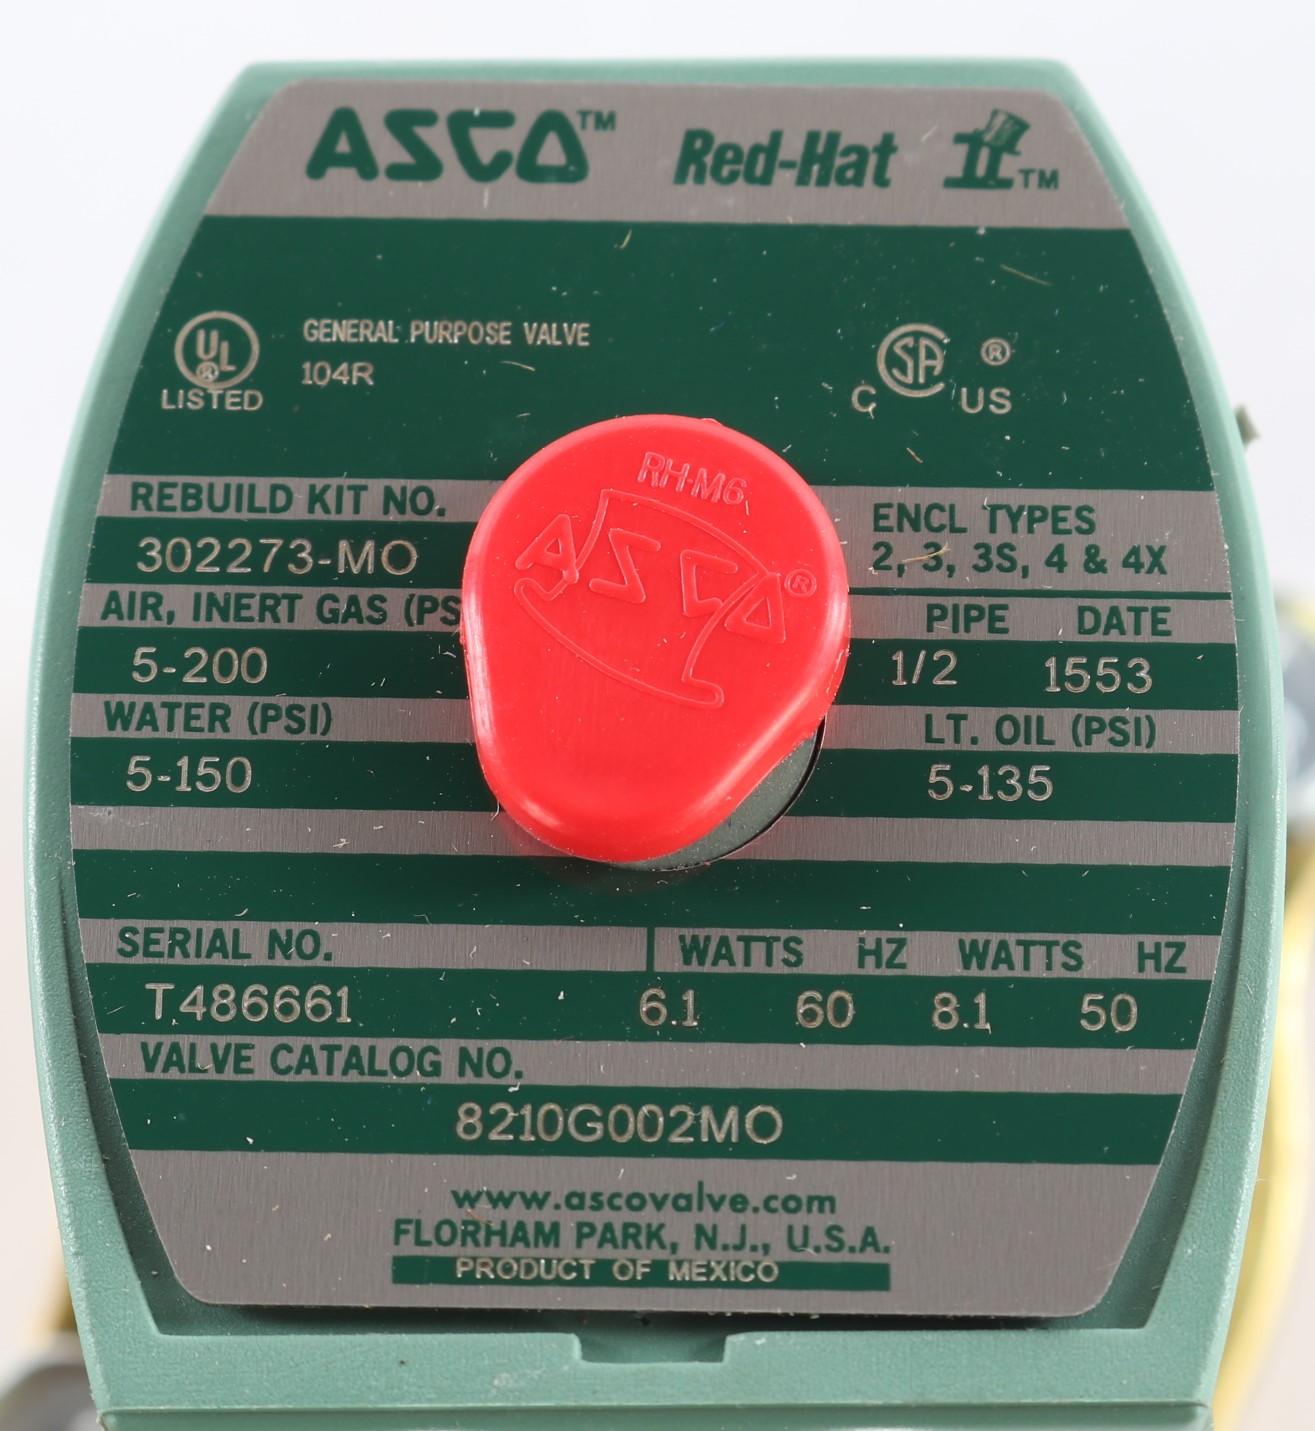 ASCO™ Red-Hat II™
UL® LISTED
GENERAL PURPOSE VALVE
104R
C SA ® US
RH-M6
ASCO®
REBUILD KIT NO.
302273-MO
ENCL TYPES
2, 3, 3S, 4 & 4X
AIR, INERT GAS (PS
PIPE DATE
5-200
1/2 1553
WATER (PSI)
LT. OIL (PSI)
5-150
5-135
SERIAL NO. WATTS HZ WATTS HZ
T486661 6.1 60 8.1 50
VALVE CATALOG NO.
8210G002MO
www.ascovalve.com
FLORHAM PARK, N.J., U.S.A.
PRODUCT OF MEXICO